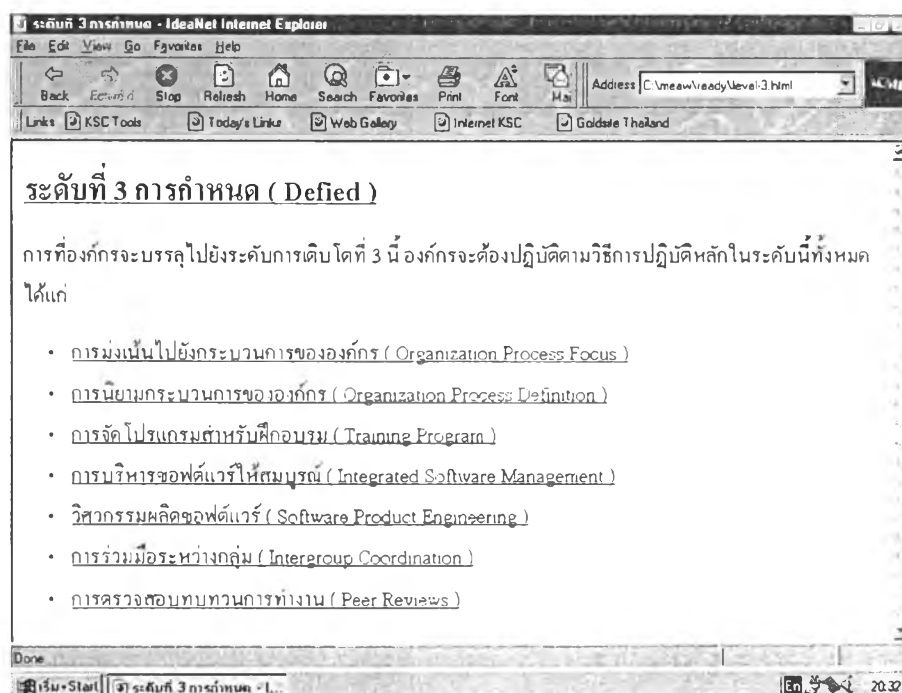 ระดับที่ 3 การกำหนด - IdeaNet Internet Explorer
File Edit View Go Favorites Help
Back Forward Stop Refresh Home Search Favorites Print Font Mai Address C:\meaw\ready\level-3.html
Links KSC Tools Today's Links Web Gallery Internet KSC Goldsite Thailand
ระดับที่ 3 การกำหนด ( Defied )
การที่องค์กรจะบรรลุไปยังระดับการเติบโตที่ 3 นี้ องค์กรจะต้องปฏิบัติตามวิธีการปฏิบัติหลักในระดับนี้ทั้งหมด
ได้แก่
• การมุ่งเน้นไปยังกระบวนการขององค์กร ( Organization Process Focus )
• การนิยามกระบวนการขององค์กร ( Organization Process Definition )
• การจัดโปรแกรมสำหรับฝึกอบรม ( Training Program )
• การบริหารซอฟต์แวร์ให้สมบูรณ์ ( Integrated Software Management )
• วิศวกรรมผลิตซอฟต์แวร์ ( Software Product Engineering )
• การร่วมมือระหว่างกลุ่ม ( Intergroup Coordination )
• การตรวจสอบทบทวนการทำงาน ( Peer Reviews )
Done
เริ่ม-Start ระดับที่ 3 การกำหนด - I... En 20:32